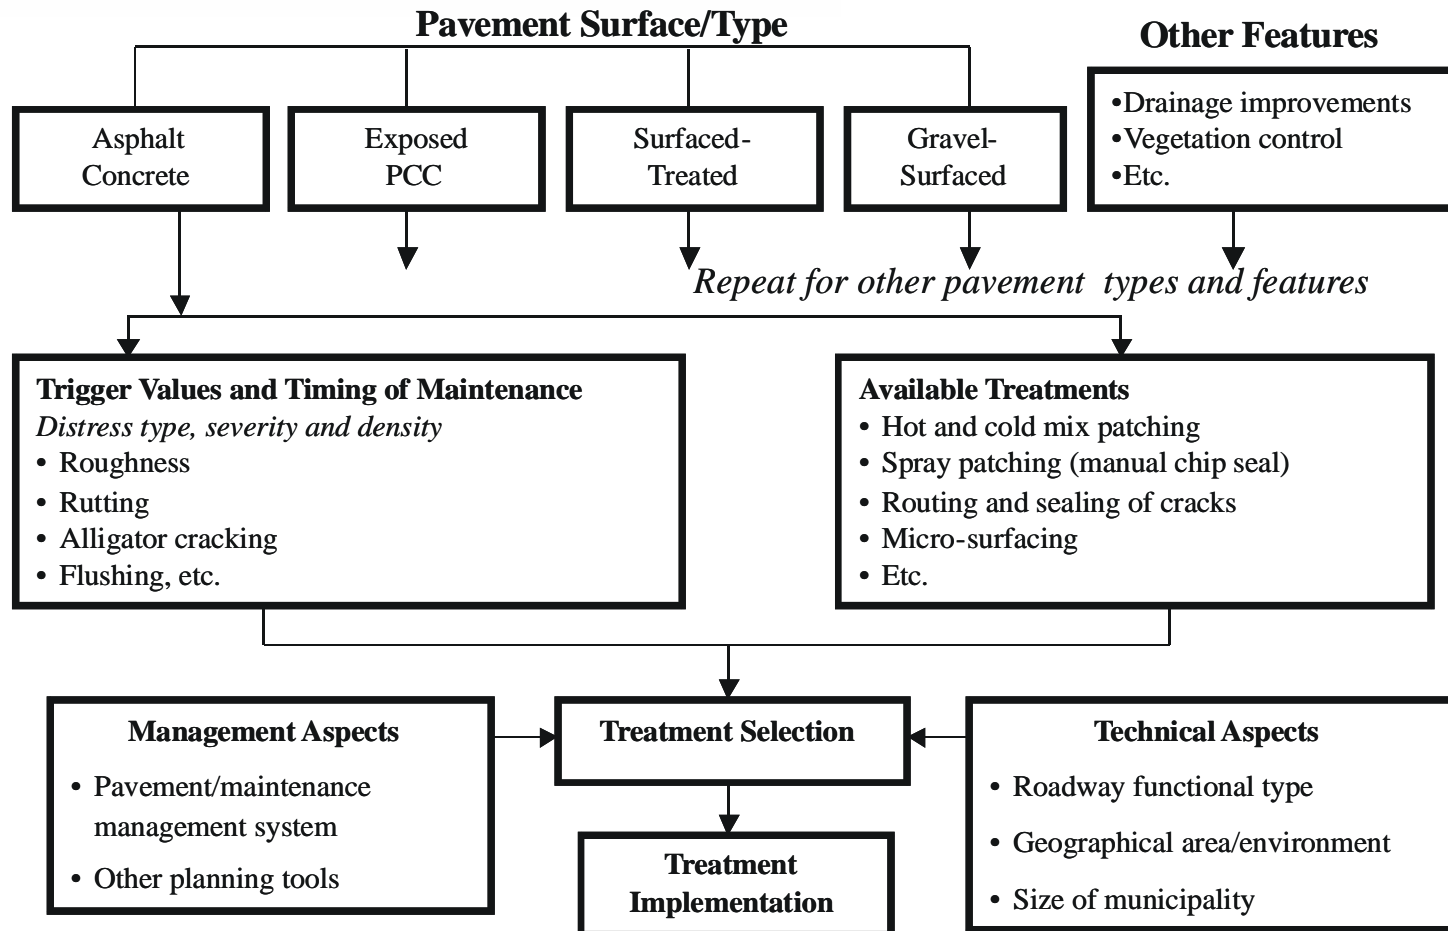 Pavement Surface/Type
Other Features
Asphalt
Concrete
Exposed
PCC
Surfaced-
Treated
Gravel-
Surfaced
•Drainage improvements
•Vegetation control
•Etc.
Repeat for other pavement types and features
Trigger Values and Timing of Maintenance
Distress type, severity and density
• Roughness
• Rutting
• Alligator cracking
• Flushing, etc.
Available Treatments
• Hot and cold mix patching
• Spray patching (manual chip seal)
• Routing and sealing of cracks
• Micro-surfacing
• Etc.
Management Aspects
• Pavement/maintenance
management system
• Other planning tools
Treatment Selection
Treatment
Implementation
Technical Aspects
• Roadway functional type
• Geographical area/environment
• Size of municipality